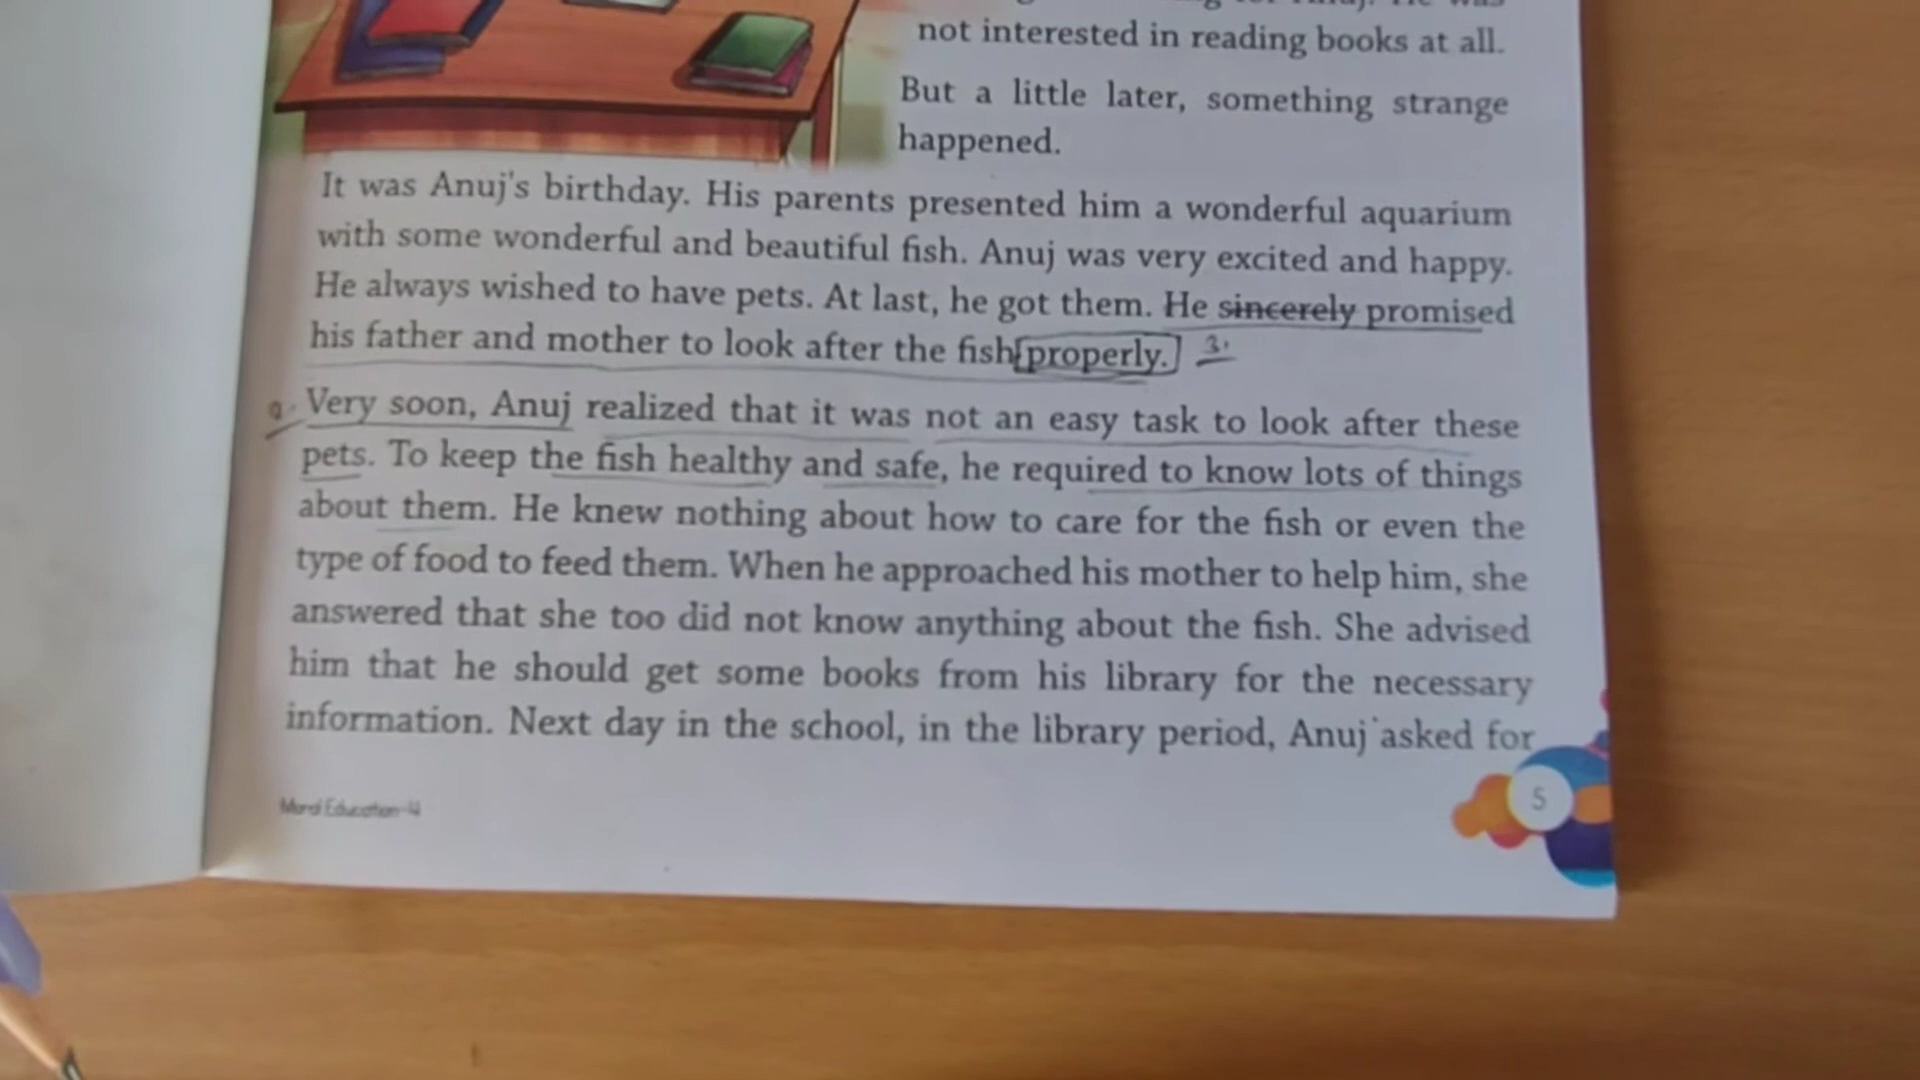 not interested in reading books at all.
But a little later, something strange
happened.
It was Anuj's birthday. His parents presented him a wonderful aquarium
with some wonderful and beautiful fish. Anuj was very excited and happy.
He always wished to have pets. At last, he got them. He sincerely promised
his father and mother to look after the fish properly. 3.
Very soon, Anuj realized that it was not an easy task to look after these
pets. To keep the fish healthy and safe, he required to know lots of things
about them. He knew nothing about how to care for the fish or even the
type of food to feed them. When he approached his mother to help him, she
answered that she too did not know anything about the fish. She advised
him that he should get some books from his library for the necessary
information. Next day in the school, in the library period, Anuj asked for
Moral Education-4
5